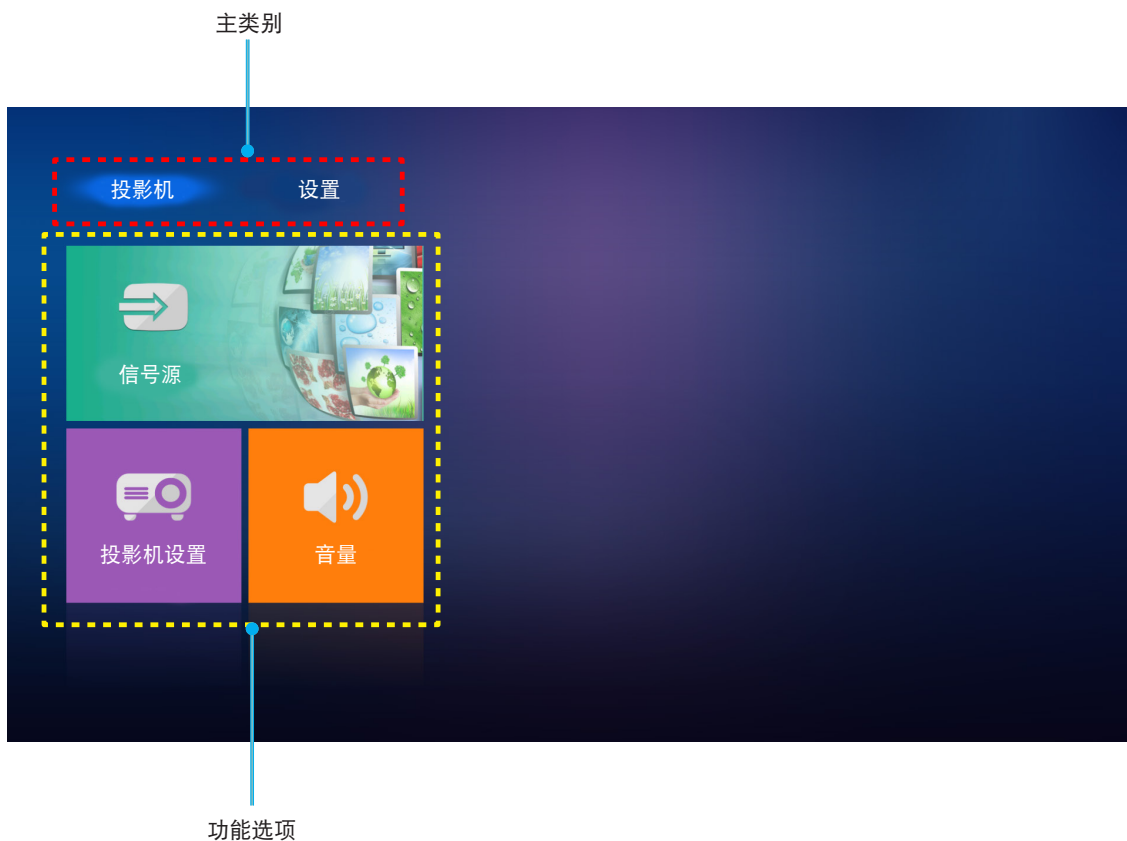 主类别
投影机 设置
信号源
投影机设置 音量
功能选项